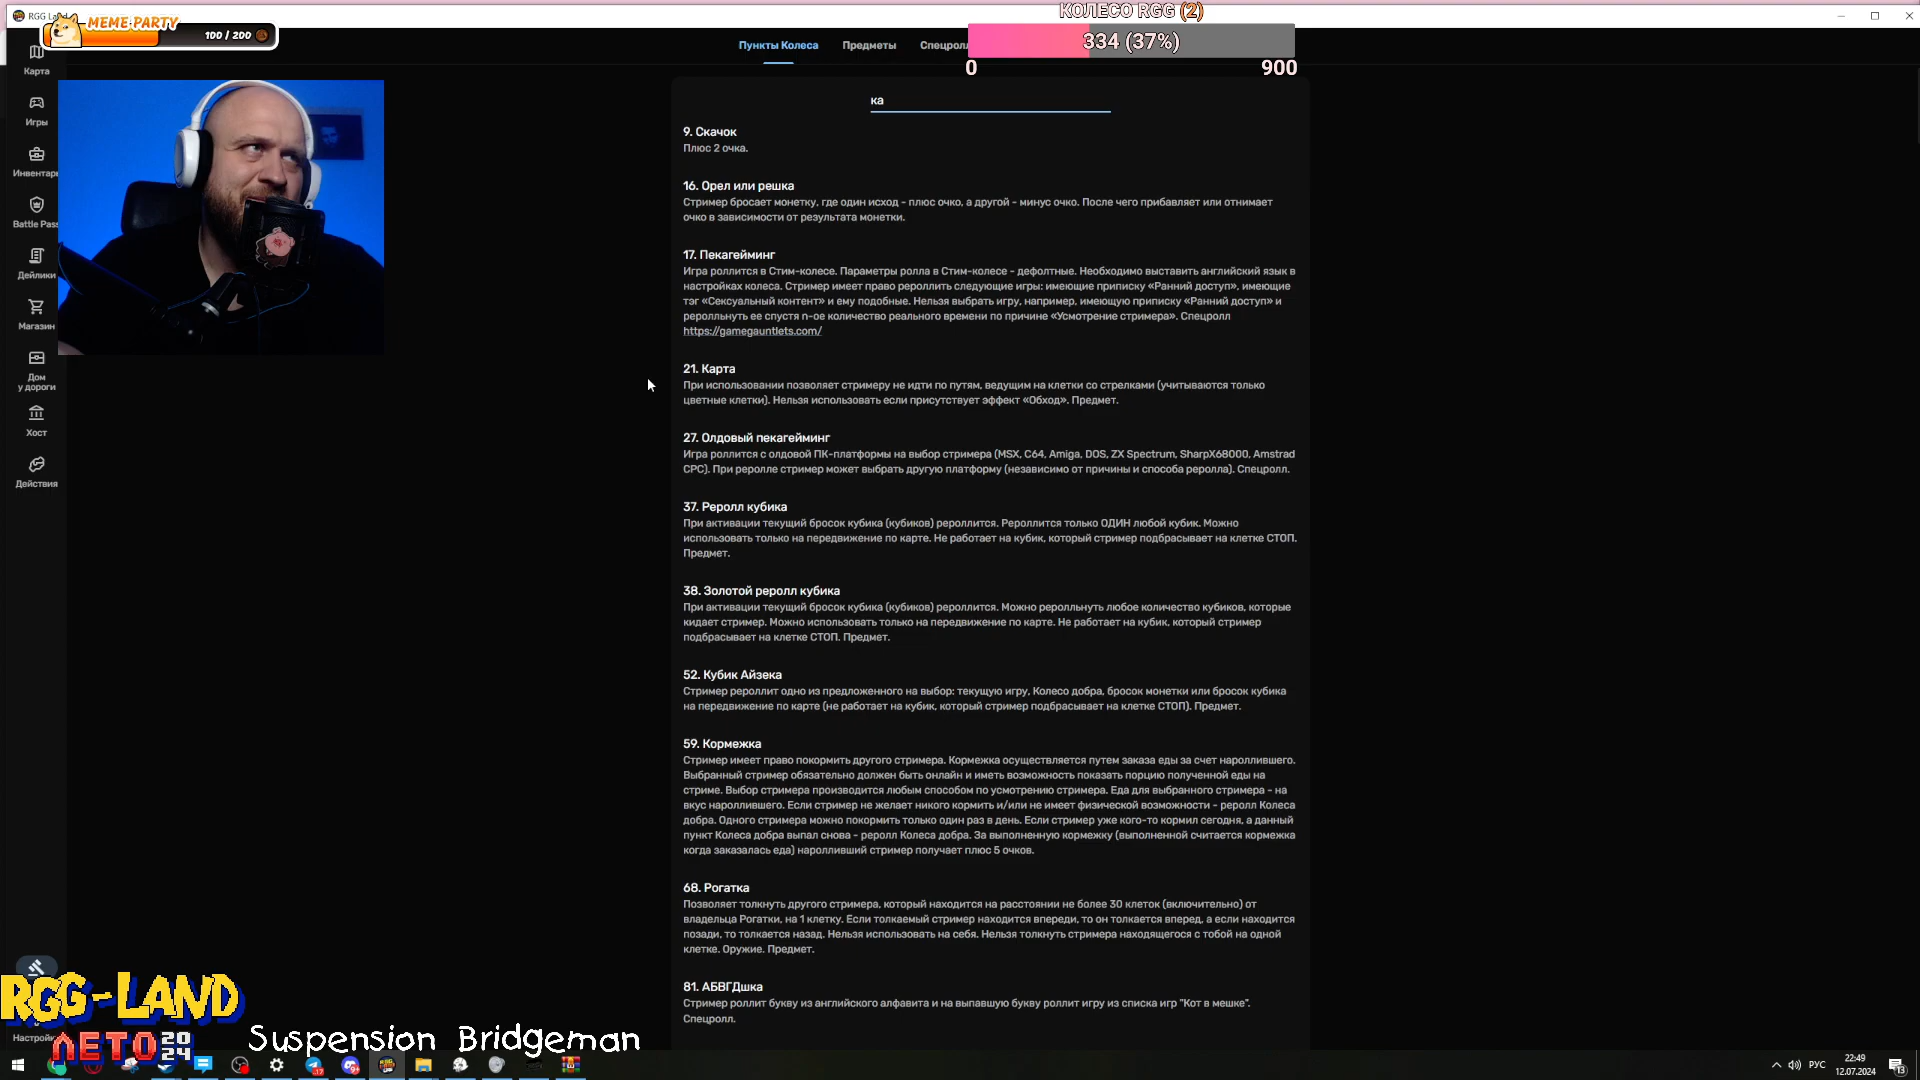 RGG Land
MEME PARTY
100 / 200
КОЛЕСО RGG (2)
334 (37%)
0
900
Пункты Колеса
Предметы
Карта
Игры
Инвентарь
Battle Pass
Дейлики
Магазин
Дом
у дороги
Хост
Действия
ка
9. Скачок
Плюс 2 очка.
16. Орел или решка
Стример бросает монетку, где один исход - плюс очко, а другой - минус очко. После чего прибавляет или отнимает
очко в зависимости от результата монетки.
17. Пекагейминг
Игра роллится в Стим-колесе. Параметры ролла в Стим-колесе - дефолтные. Необходимо выставить английский язык в
настройках колеса. Стример имеет право рероллить следующие игры: имеющие приписку «Ранний доступ», имеющие
тэг «Сексуальный контент» и ему подобные. Нельзя выбрать игру, например, имеющую приписку «Ранний доступ» и
рерольнуть ее спустя n-ое количество реального времени по причине «Усмотрение стримера». Спецролл
https://gamegauntlets.com/
21. Карта
При использовании позволяет стримеру не идти по путям, ведущим на клетки со стрелками (учитываются только
цветные клетки). Нельзя использовать если присутствует эффект «Обход». Предмет.
27. Олдовый пекагейминг
Игра роллится с олдовой ПК-платформы на выбор стримера (MSX, C64, Amiga, DOS, ZX Spectrum, SharpX68000, Amstrad
CPC). При реролле стример может выбрать другую платформу (независимо от причины и способа реролла). Спецролл.
37. Реролл кубика
При активации текущий бросок кубика (кубиков) рероллится. Рероллится только ОДИН любой кубик. Можно
использовать только на передвижение по карте. Не работает на кубик, который стример подбрасывает на клетке СТОП.
Предмет.
38. Золотой реролл кубика
При активации текущий бросок кубика (кубиков) рероллится. Можно рерольнуть любое количество кубиков, которые
кидает стример. Можно использовать только на передвижение по карте. Не работает на кубик, который стример
подбрасывает на клетке СТОП. Предмет.
52. Кубик Айзека
Стример рероллит одно из предложенного на выбор: текущую игру, Колесо добра, бросок монетки или бросок кубика
на передвижение по карте (не работает на кубик, который стример подбрасывает на клетке СТОП). Предмет.
59. Кормежка
Стример имеет право покормить другого стримера. Кормежка осуществляется путем заказа еды за счет нароллившего.
Выбранный стример обязательно должен быть онлайн и иметь возможность показать порцию полученной еды на
стриме. Выбор стримера производится любым способом по усмотрению стримера. Еда для выбранного стримера - на
вкус нароллившего. Если стример не желает никого кормить и/или не имеет физической возможности - реролл Колеса
добра. Одного стримера можно покормить только один раз в день. Если стример уже кого-то кормил сегодня, а данный
пункт Колеса добра выпал снова - реролл Колеса добра. За выполненную кормежку (выполненной считается кормежка
когда заказалась еда) наролливший стример получает плюс 5 очков.
68. Рогатка
Позволяет толкнуть другого стримера, который находится на расстоянии не более 30 клеток (включительно) от
владельца Рогатки, на 1 клетку. Если толкаемый стример находится впереди, то он толкается вперед, а если находится
позади, то толкается назад. Нельзя использовать на себя. Нельзя толкнуть стримера находящегося с тобой на одной
клетке. Оружие. Предмет.
81. АБВГДшка
Стример роллит букву из английского алфавита и на выпавшую букву роллит игру из списка игр "Кот в мешке".
Спецролл.
RGG-LAND
ЛЕТО 2024
Suspension Bridgeman
РУС
22:49
12.07.2024